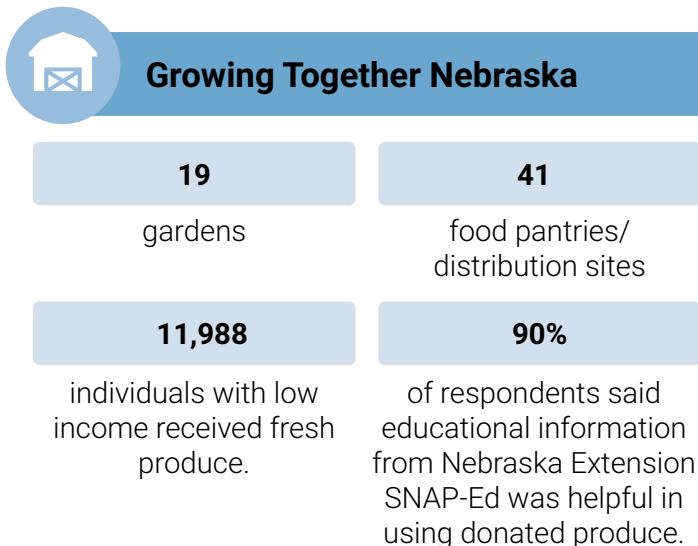 Growing Together Nebraska
19
gardens
41
food pantries/
distribution sites
11,988
individuals with low
income received fresh
produce.
90%
of respondents said
educational information
from Nebraska Extension
SNAP-Ed was helpful in
using donated produce.